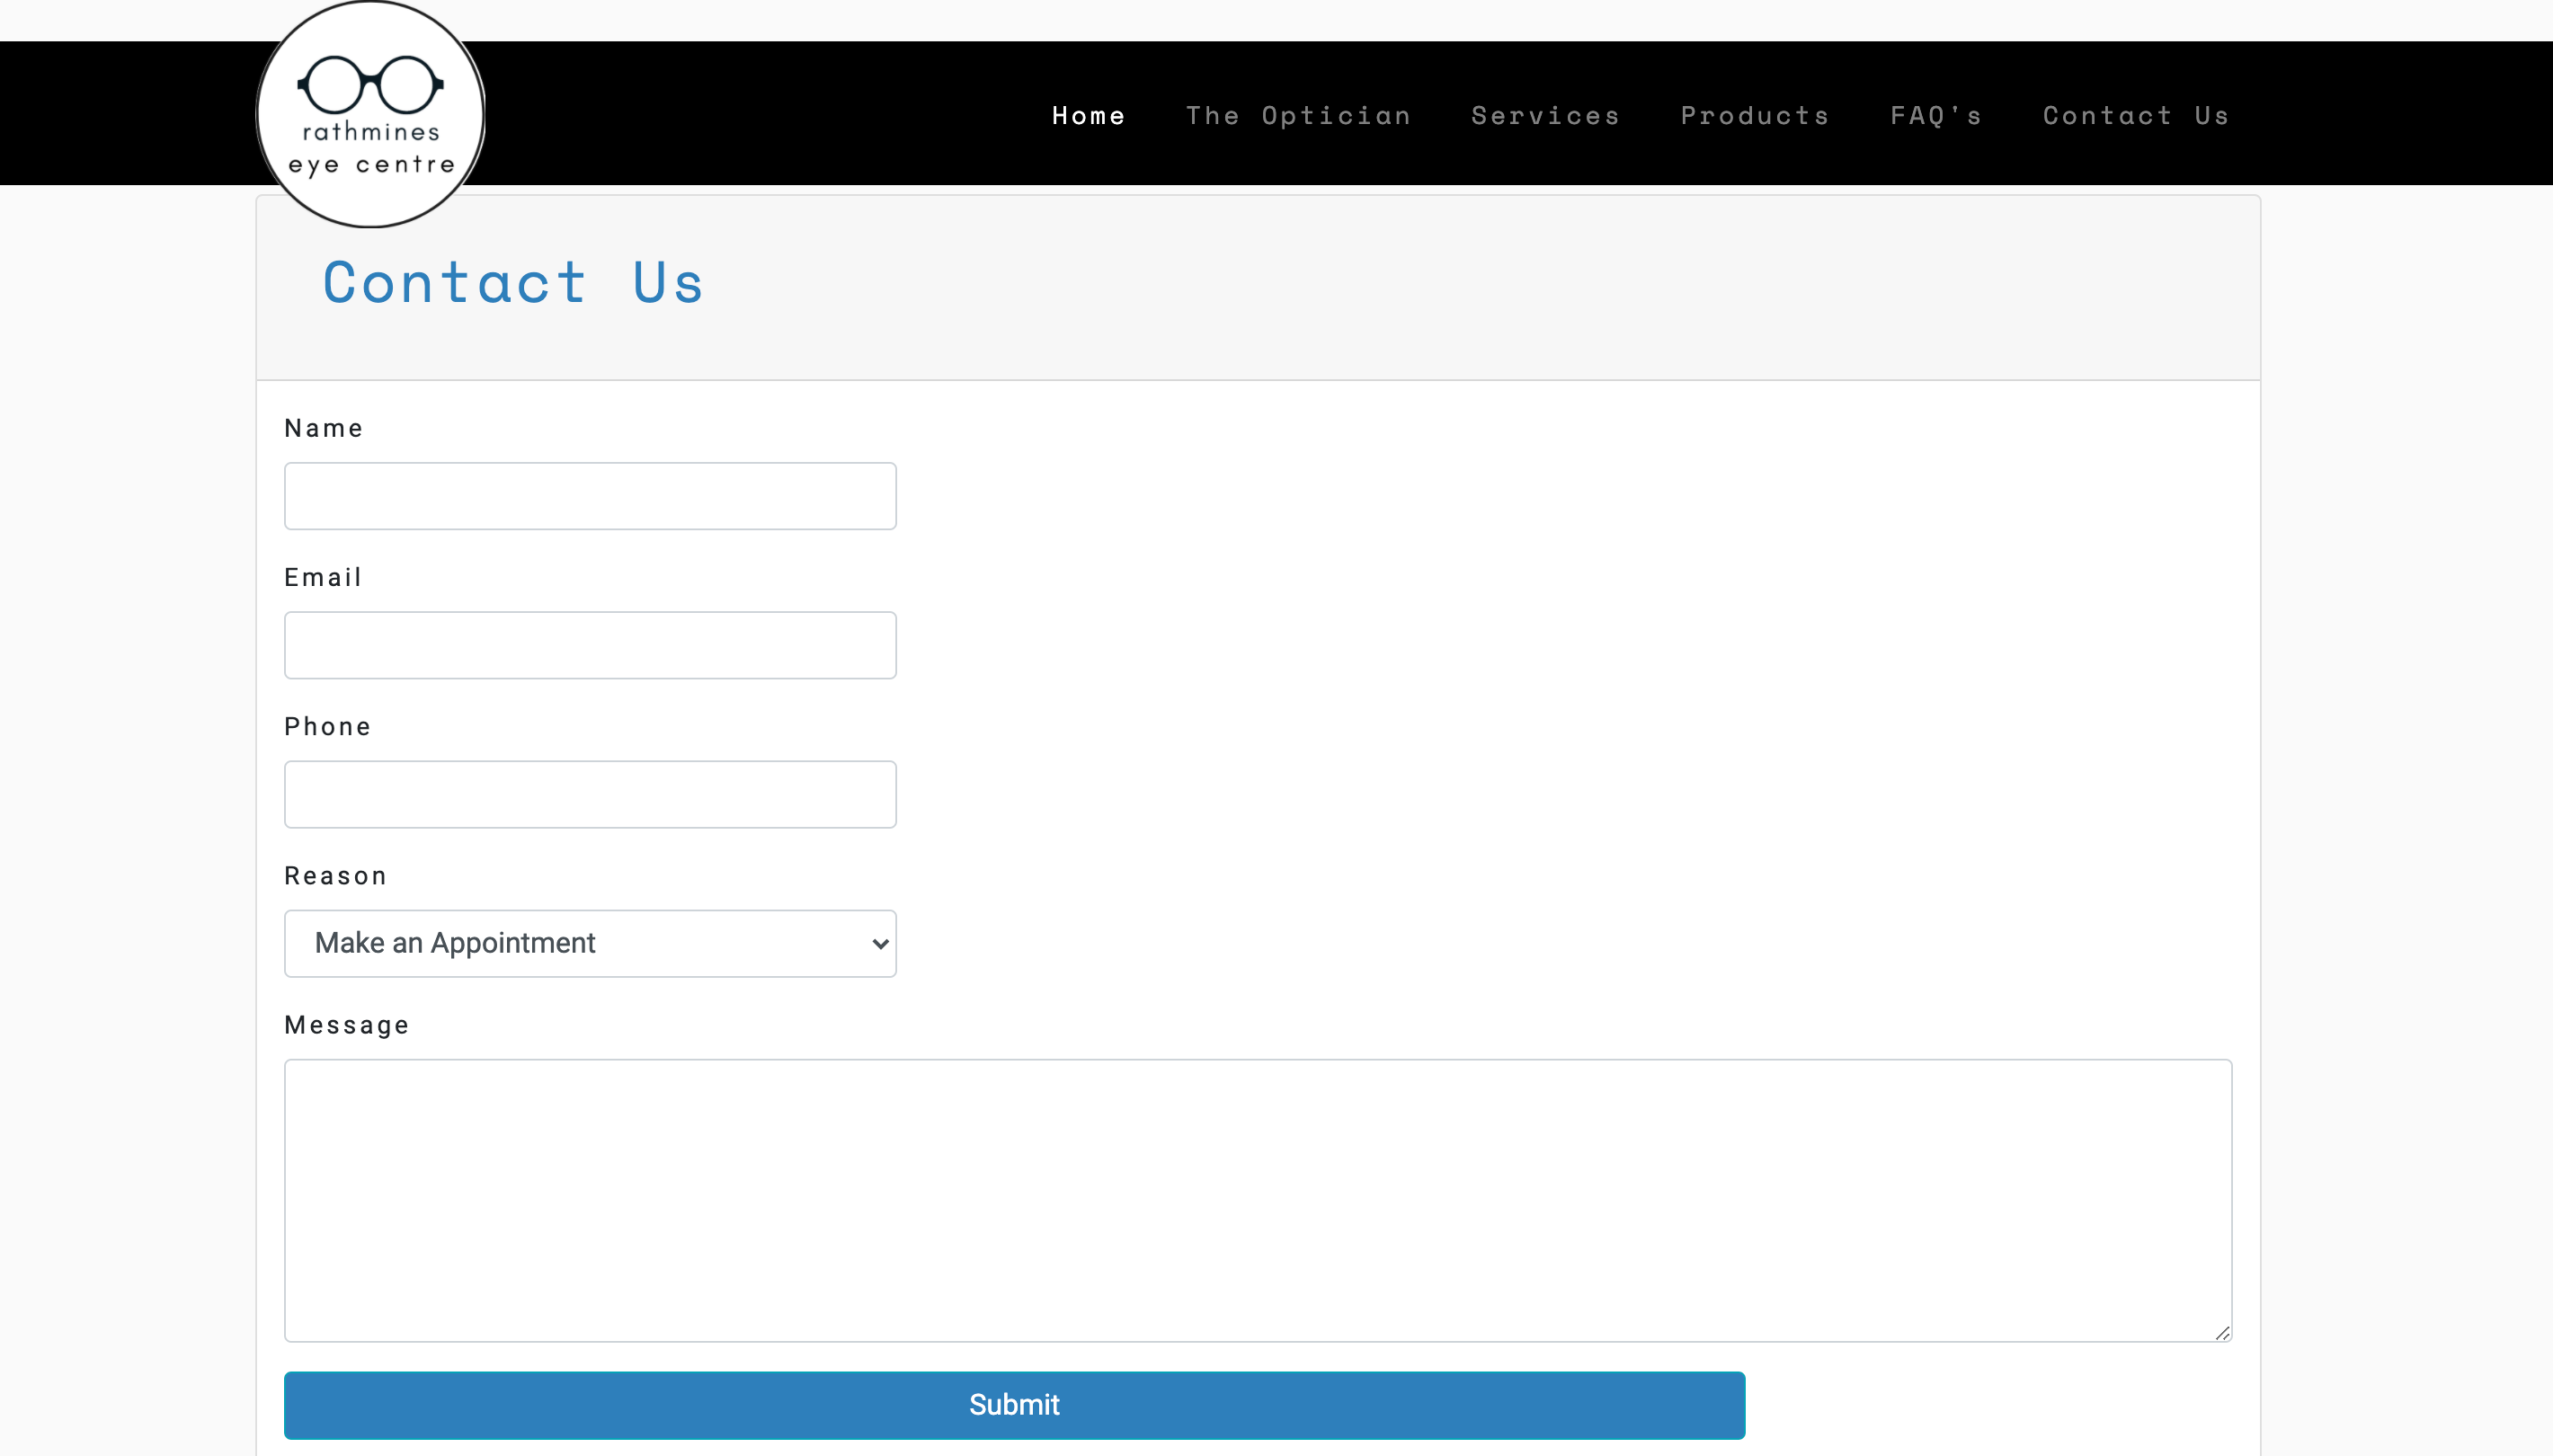 rathmines
eye centre
Home The Optician Services Products FAQ's Contact Us
Contact Us
Name
Email
Phone
Reason
Make an Appointment
Message
Submit